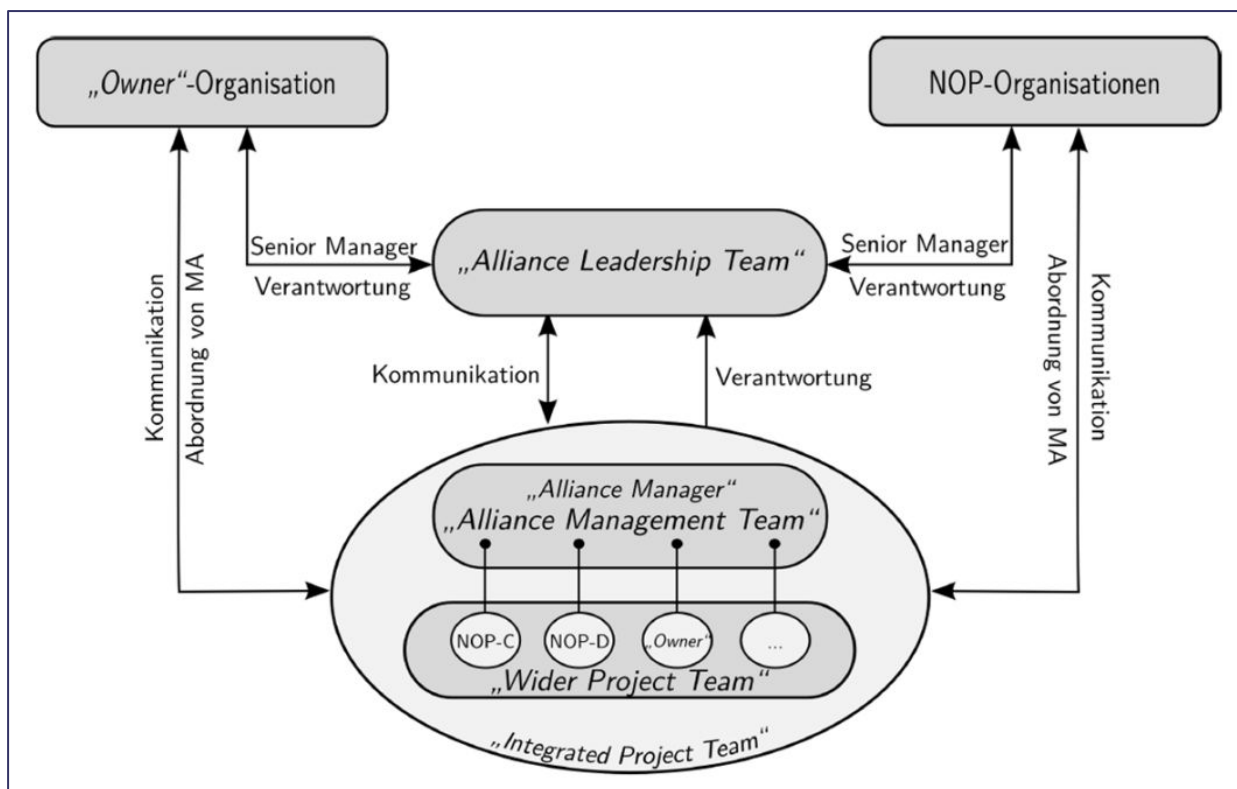 „Owner“-Organisation
NOP-Organisationen
Senior Manager
Verantwortung
„Alliance Leadership Team“
Senior Manager
Verantwortung
Kommunikation
Abordnung von MA
Kommunikation
Verantwortung
Abordnung von MA
Kommunikation
„Alliance Manager“
„Alliance Management Team“
NOP-C
NOP-D
„Owner“
...
„Wider Project Team“
„Integrated Project Team“